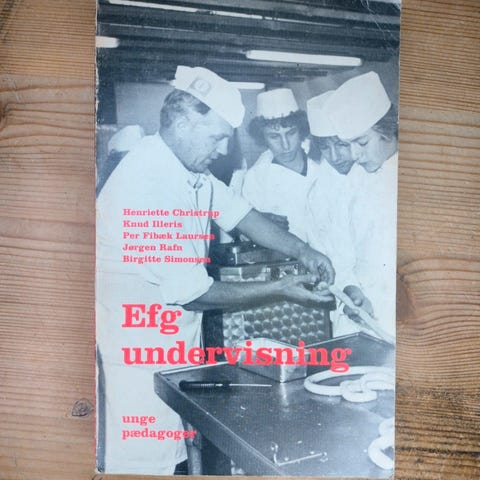 Henriette Christrup
Knud Illeris
Per Fibæk Laursen
Jørgen Rafn
Birgitte Simonsen
Efg
undervisning
unge
pædagoger